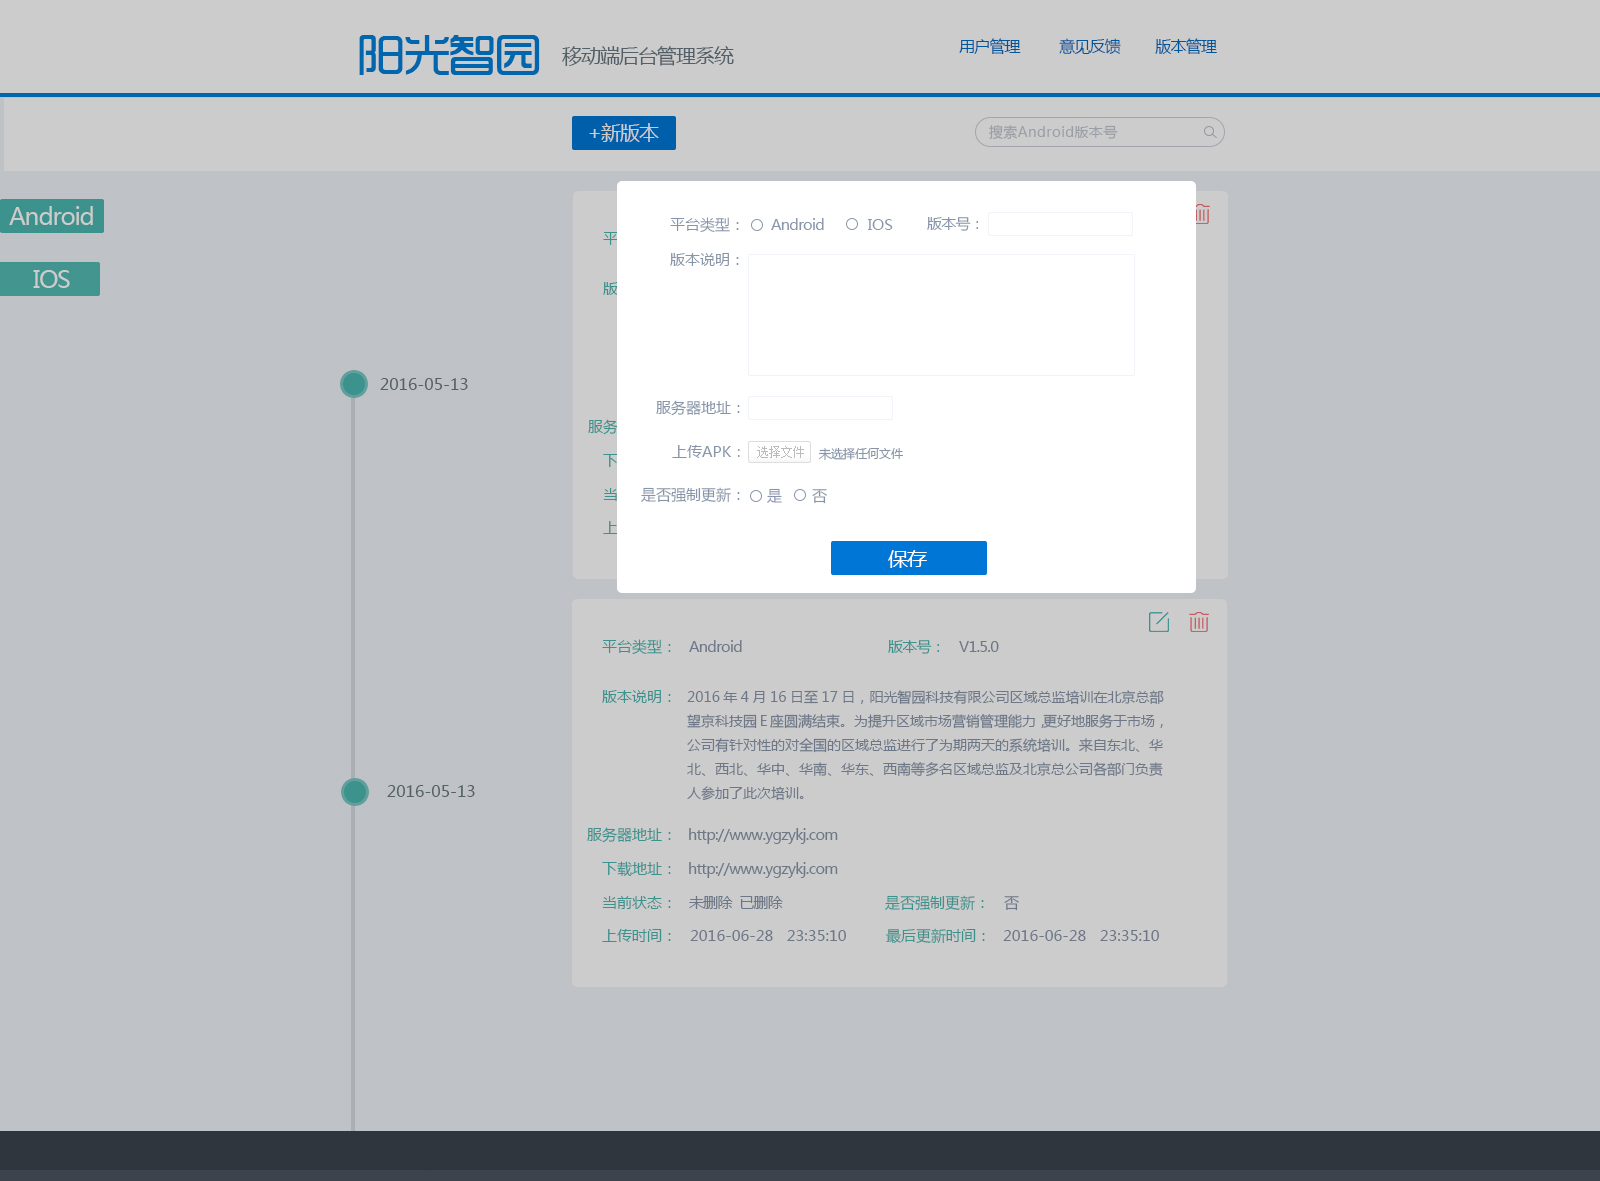 阳光智园 移动端后台管理系统 用户管理 意见反馈 版本管理
+新版本 搜索Android版本号
Android
IOS
平台类型： Android IOS 版本号：
版本说明：
服务器地址：
上传APK： 选择文件 未选择任何文件
是否强制更新： 是 否
保存
平
版
服务
下
当
上
2016-05-13
2016-05-13
平台类型： Android 版本号： V1.5.0
版本说明： 2016 年 4 月 16 日至 17 日，阳光智园科技有限公司区域总监培训在北京总部
望京科技园 E 座圆满结束。为提升区域市场营销管理能力 ,更好地服务于市场，
公司有针对性的对全国的区域总监进行了为期两天的系统培训。来自东北、华
北、西北、华中、华南、华东、西南等多名区域总监及北京总公司各部门负责
人参加了此次培训。
服务器地址： http://www.ygzykj.com
下载地址： http://www.ygzykj.com
当前状态： 未删除 已删除 是否强制更新： 否
上传时间： 2016-06-28 23:35:10 最后更新时间： 2016-06-28 23:35:10